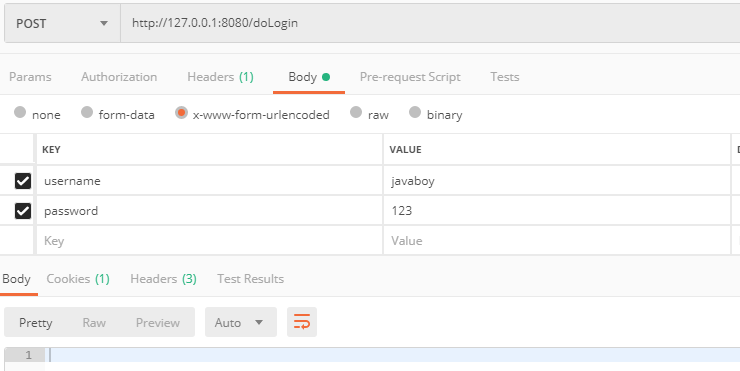 POST http://127.0.0.1:8080/doLogin
Params Authorization Headers (1) Body Pre-request Script Tests
none form-data x-www-form-urlencoded raw binary
KEY VALUE
username javaboy
password 123
Key Value
Body Cookies (1) Headers (3) Test Results
Pretty Raw Preview Auto
1